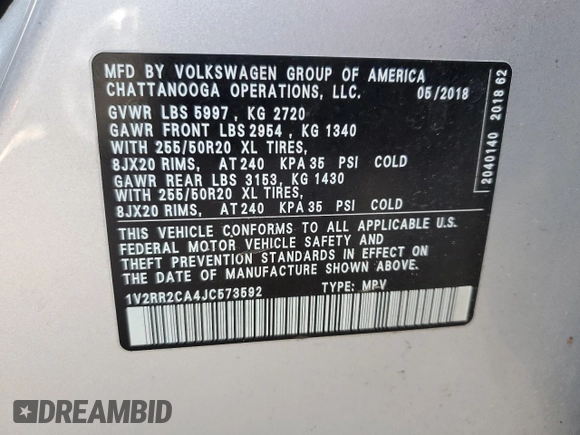 MFD BY VOLKSWAGEN GROUP OF AMERICA
CHATTANOOGA OPERATIONS, LLC. 05/2018
GVWR LBS 5997 , KG 2720
GAWR FRONT LBS 2954 , KG 1340
WITH 255/50R20 XL TIRES,
8JX20 RIMS, AT 240 KPA 35 PSI COLD
GAWR REAR LBS 3153, KG 1430
WITH 255/50R20 XL TIRES,
8JX20 RIMS, AT 240 KPA 35 PSI COLD
THIS VEHICLE CONFORMS TO ALL APPLICABLE U.S.
FEDERAL MOTOR VEHICLE SAFETY AND
THEFT PREVENTION STANDARDS IN EFFECT ON
THE DATE OF MANUFACTURE SHOWN ABOVE.
1V2RR2CA4JC573592 TYPE: MPV
2040140 2018 62
DREAMBID